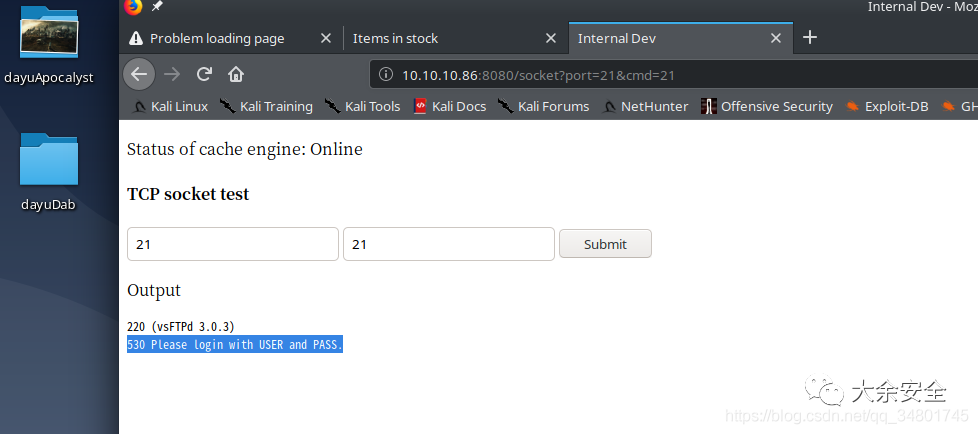 Internal Dev - Moz
dayuApocalyst
dayuDab
Problem loading page
Items in stock
Internal Dev
10.10.10.86:8080/socket?port=21&cmd=21
Kali Linux
Kali Training
Kali Tools
Kali Docs
Kali Forums
NetHunter
Offensive Security
Exploit-DB
GH
Status of cache engine: Online
TCP socket test
21
21
Submit
Output
220 (vsFTPd 3.0.3)
530 Please login with USER and PASS.
大余安全
https://blog.csdn.net/qq_34801745